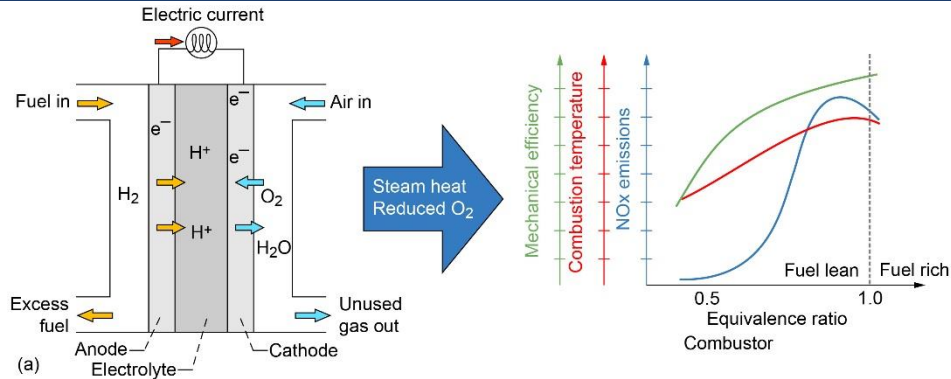 Electric current
Fuel in
Air in
e−
e−
e−
H+
H2
O2
H+
H2O
Excess
fuel
Unused
gas out
Anode
Cathode
Electrolyte
(a)
Steam heat
Reduced O2
Mechanical efficiency
Combustion temperature
NOx emissions
Fuel lean
Fuel rich
0.5
1.0
Equivalence ratio
Combustor